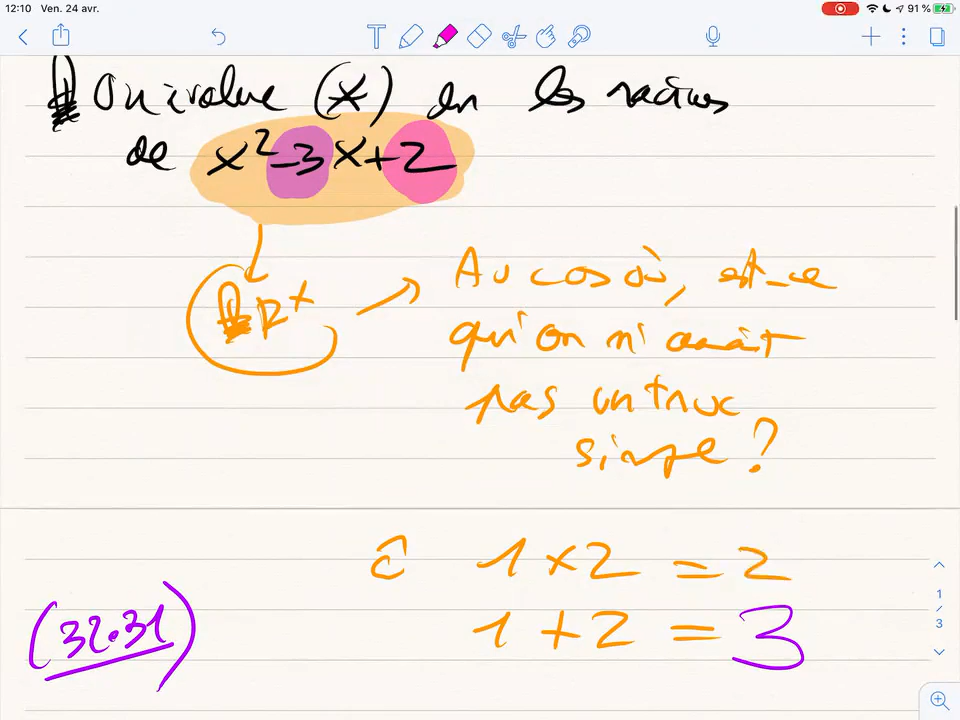 12:10 Ven. 24 avr.
91 %
On évalue (X) en les racines
de x²-3x+2
RX
Au cas où, est-ce
qu'on n'aurait
pas un truc
simple ?
1 x 2 = 2
1 + 2 = 3
(32.31)
1
/
3